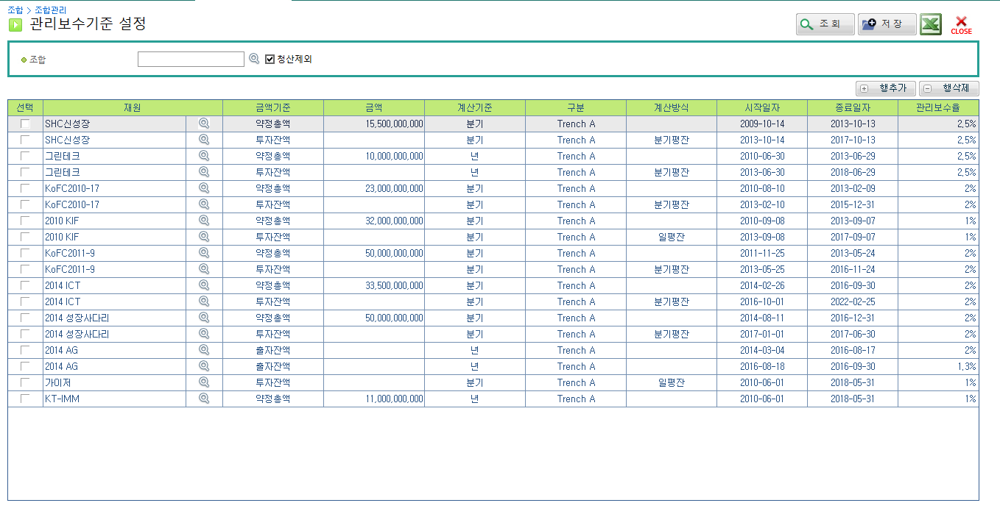 조합 > 조합관리
관리보수기준 설정
조 회 저 장 CLOSE
조합 청산제외
행추가 행삭제
선택 재원 금액기준 금액 계산기준 구분 계산방식 시작일자 종료일자 관리보수율
SHC신성장 약정총액 15,500,000,000 분기 Trench A 2009-10-14 2013-10-13 2,5%
SHC신성장 투자잔액 분기 Trench A 분기평잔 2013-10-14 2017-10-13 2,5%
그린테크 약정총액 10,000,000,000 년 Trench A 2010-06-30 2013-06-29 2,5%
그린테크 투자잔액 년 Trench A 분기평잔 2013-06-30 2018-06-29 2,5%
KoFC2010-17 약정총액 23,000,000,000 분기 Trench A 2010-08-10 2013-02-09 2%
KoFC2010-17 투자잔액 분기 Trench A 분기평잔 2013-02-10 2015-12-31 2%
2010 KIF 약정총액 32,000,000,000 분기 Trench A 2010-09-08 2013-09-07 1%
2010 KIF 투자잔액 분기 Trench A 일평잔 2013-09-08 2017-09-07 1%
KoFC2011-9 약정총액 50,000,000,000 분기 Trench A 2011-11-25 2013-05-24 2%
KoFC2011-9 투자잔액 분기 Trench A 분기평잔 2013-05-25 2016-11-24 2%
2014 ICT 약정총액 33,500,000,000 분기 Trench A 2014-02-26 2016-09-30 2%
2014 ICT 투자잔액 분기 Trench A 분기평잔 2016-10-01 2022-02-25 2%
2014 성장사다리 약정총액 50,000,000,000 분기 Trench A 2014-08-11 2016-12-31 2%
2014 성장사다리 투자잔액 분기 Trench A 분기평잔 2017-01-01 2017-06-30 2%
2014 AG 출자잔액 년 Trench A 2014-03-04 2016-08-17 2%
2014 AG 출자잔액 년 Trench A 2016-08-18 2016-09-30 1,3%
가이저 투자잔액 분기 Trench A 일평잔 2010-06-01 2018-05-31 1%
KT-IMM 약정총액 11,000,000,000 년 Trench A 2010-06-01 2018-05-31 1%